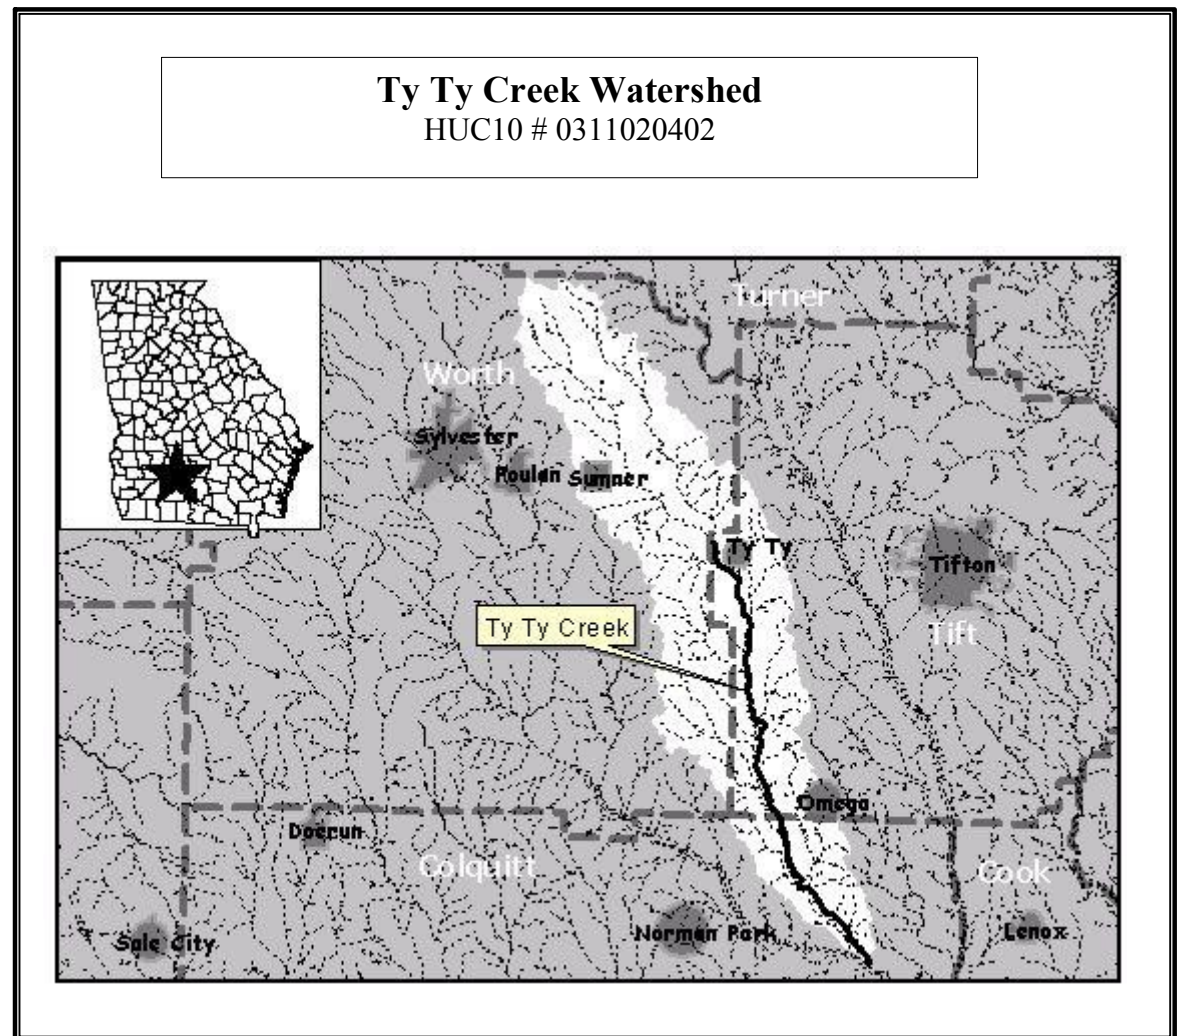 Ty Ty Creek Watershed
HUC10 # 0311020402
Turner
Worth
Sylvester
Poulan
Sumner
Ty Ty
Tifton
Ty Ty Creek
Tift
Omega
Doerun
Colquitt
Cook
Sale City
Norman Park
Lenox